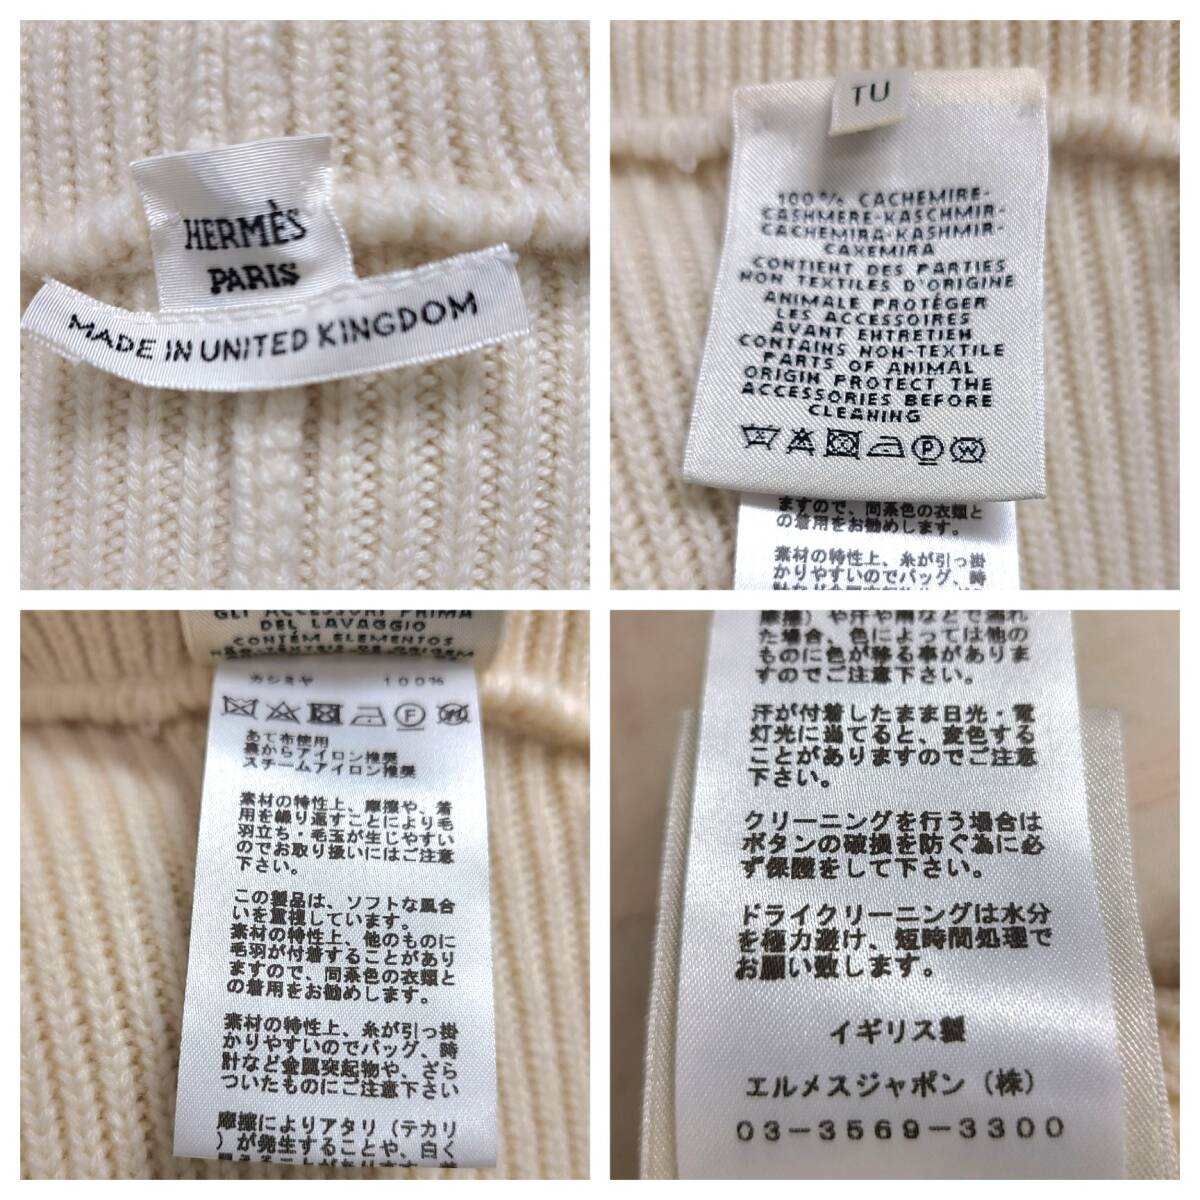 HERMÈS
PARIS
MADE IN UNITED KINGDOM
TU
100% CACHEMIRE-
CASHMERE-KASCHMIR-
CACHEMIRA-KASHMIR-
CAXEMIRA
CONTIENT DES PARTIES
NON TEXTILES D'ORIGINE
ANIMALE PROTÉGER
LES ACCESSOIRES
AVANT ENTRETIEN
CONTAINS NON-TEXTILE
PARTS OF ANIMAL
ORIGIN PROTECT THE
ACCESSORIES BEFORE
CLEANING
P W
ますので、同系色の衣類と
の着用をお勧めします。
素材の特性上、糸が引っ掛
かりやすいのでバッグ、時
GLI ACCESSORI PRIMA
DEL LAVAGGIO
CONTÉM ELEMENTOS
NÃO-TÊXTEIS DE ORIGEM
カシミヤ 100%
F W
あて布使用
裏からアイロン推奨
スチームアイロン推奨
素材の特性上、摩擦や、着
用を繰り返すことにより毛
羽立ち・毛玉が生じやすい
のでお取り扱いにはご注意
下さい。
この製品は、ソフトな風合
いを重視しています。
素材の特性上、他のものに
毛羽が付着することがあり
ますので、同系色の衣類と
の着用をお勧めします。
素材の特性上、糸が引っ掛
かりやすいのでバッグ、時
計など金属突起物や、ざら
ついたものにご注意下さい
摩擦によりアタリ（テカリ
）が発生することや、白く
摩擦）や汗や雨などで濡れ
た場合、色によっては他の
ものに色が移る事がありま
すのでご注意下さい。
汗が付着したまま日光・電
灯光に当てると、変色する
ことがありますのでご注意
下さい。
クリーニングを行う場合は
ボタンの破損を防ぐ為に必
ず保護をして下さい。
ドライクリーニングは水分
を極力避け、短時間処理で
お願い致します。
イギリス製
エルメスジャポン（株）
03-3569-3300